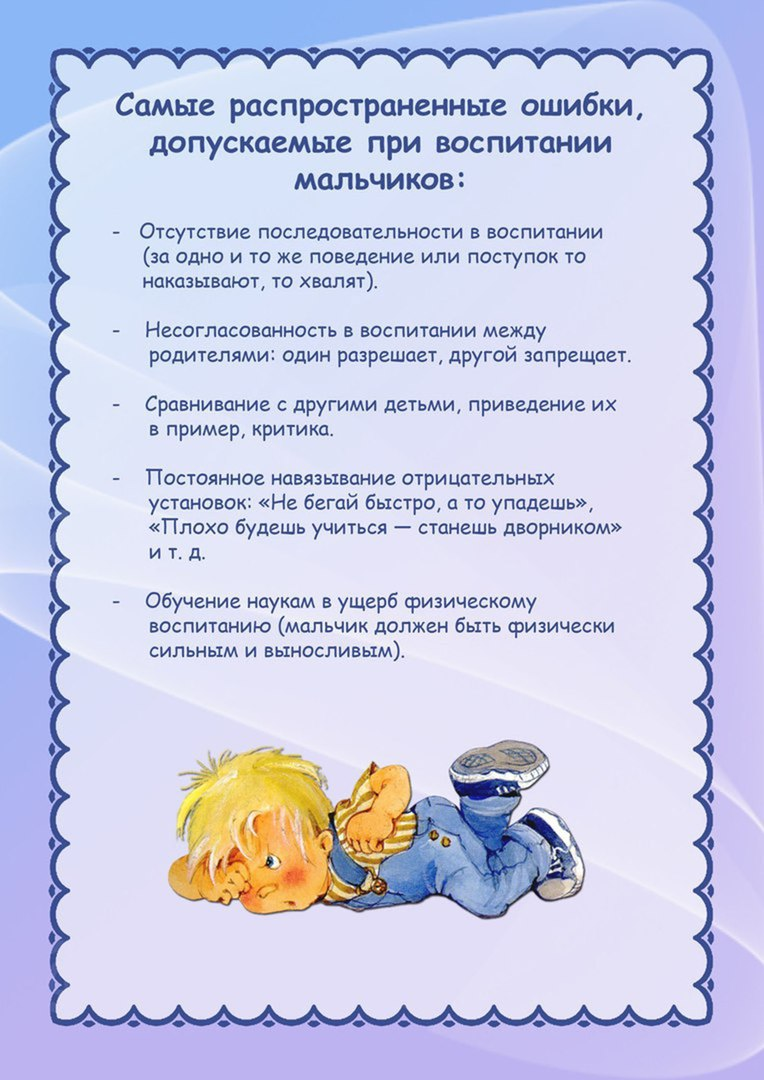 Самые распространенные ошибки,
допускаемые при воспитании
мальчиков:
- Отсутствие последовательности в воспитании
(за одно и то же поведение или поступок то
наказывают, то хвалят).
- Несогласованность в воспитании между
родителями: один разрешает, другой запрещает.
- Сравнивание с другими детьми, приведение их
в пример, критика.
- Постоянное навязывание отрицательных
установок: «Не бегай быстро, а то упадешь»,
«Плохо будешь учиться — станешь дворником»
и т. д.
- Обучение наукам в ущерб физическому
воспитанию (мальчик должен быть физически
сильным и выносливым).